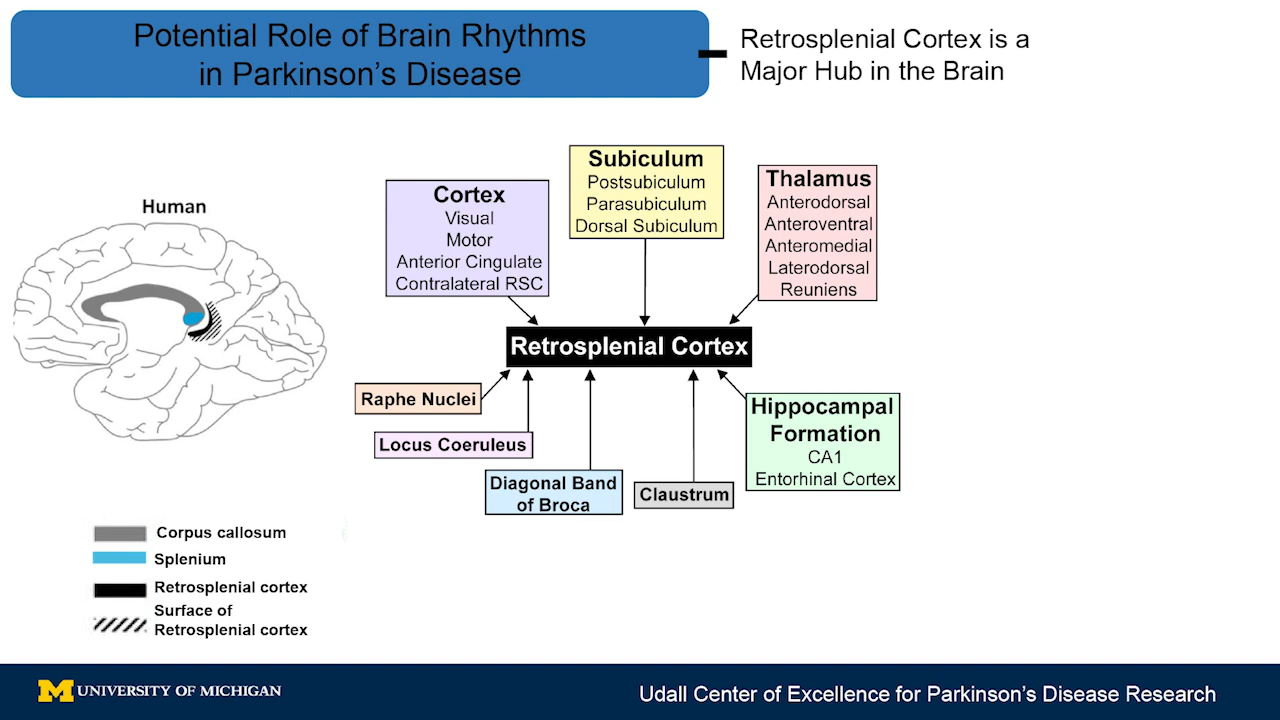 Potential Role of Brain Rhythms
in Parkinson's Disease
Retrosplenial Cortex is a
Major Hub in the Brain
Human
Cortex
Visual
Motor
Anterior Cingulate
Contralateral RSC
Subiculum
Postsubiculum
Parasubiculum
Dorsal Subiculum
Thalamus
Anterodorsal
Anteroventral
Anteromedial
Laterodorsal
Reuniens
Retrosplenial Cortex
Raphe Nuclei
Locus Coeruleus
Diagonal Band
of Broca
Claustrum
Hippocampal
Formation
CA1
Entorhinal Cortex
Corpus callosum
Splenium
Retrosplenial cortex
Surface of
Retrosplenial cortex
M UNIVERSITY OF MICHIGAN
Udall Center of Excellence for Parkinson's Disease Research